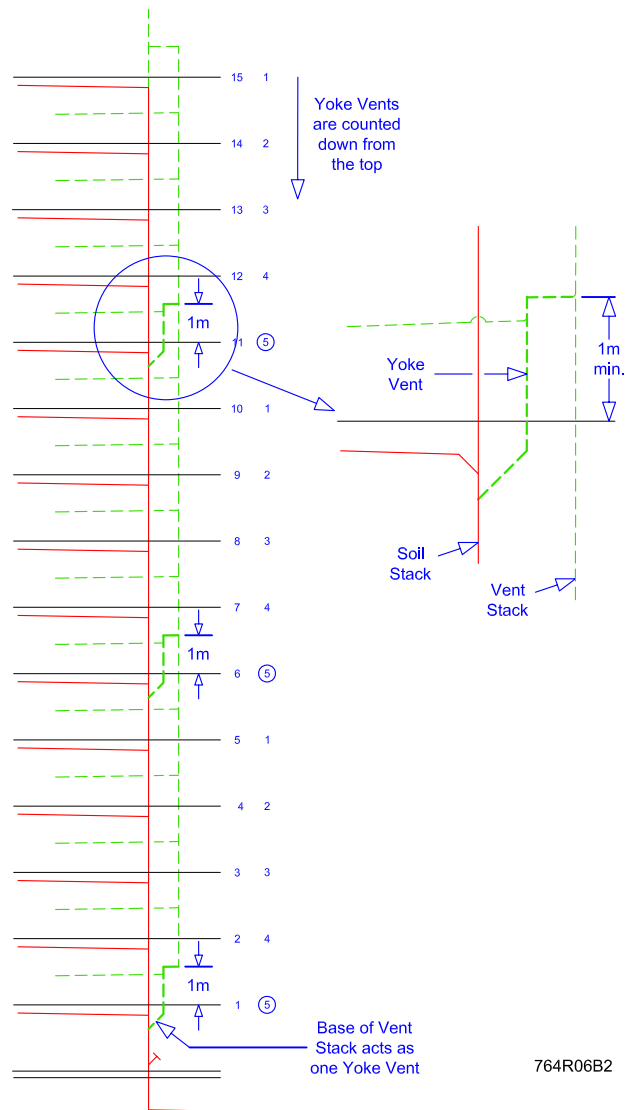 15 1
Yoke Vents
are counted
down from
the top
14 2
13 3
12 4
1m
11 5
10 1
9 2
8 3
7 4
1m
6 5
5 1
4 2
3 3
2 4
1m
1 5
Base of Vent
Stack acts as
one Yoke Vent
1m
min.
Yoke
Vent
Soil
Stack
Vent
Stack
764R06B2